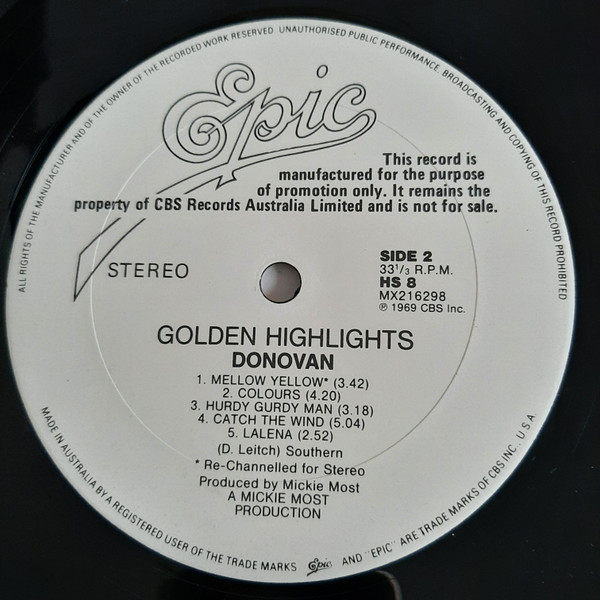 ALL RIGHTS OF THE MANUFACTURER AND OF THE OWNER OF THE RECORDED WORK RESERVED UNAUTHORISED PUBLIC PERFORMANCE, BROADCASTING AND COPYING OF THIS RECORD PROHIBITED
Epic
This record is
manufactured for the purpose
of promotion only. It remains the
property of CBS Records Australia Limited and is not for sale.
STEREO
SIDE 2
33 1/3 R.P.M.
HS 8
MX216298
℗ 1969 CBS Inc.
GOLDEN HIGHLIGHTS
DONOVAN
1. MELLOW YELLOW* (3.42)
2. COLOURS (4.20)
3. HURDY GURDY MAN (3.18)
4. CATCH THE WIND (5.04)
5. LALENA (2.52)
(D. Leitch) Southern
* Re-Channelled for Stereo
Produced by Mickie Most
A MICKIE MOST
PRODUCTION
MADE IN AUSTRALIA BY A REGISTERED USER OF THE TRADE MARKS Epic AND "EPIC" ARE TRADE MARKS OF CBS INC. U.S.A.